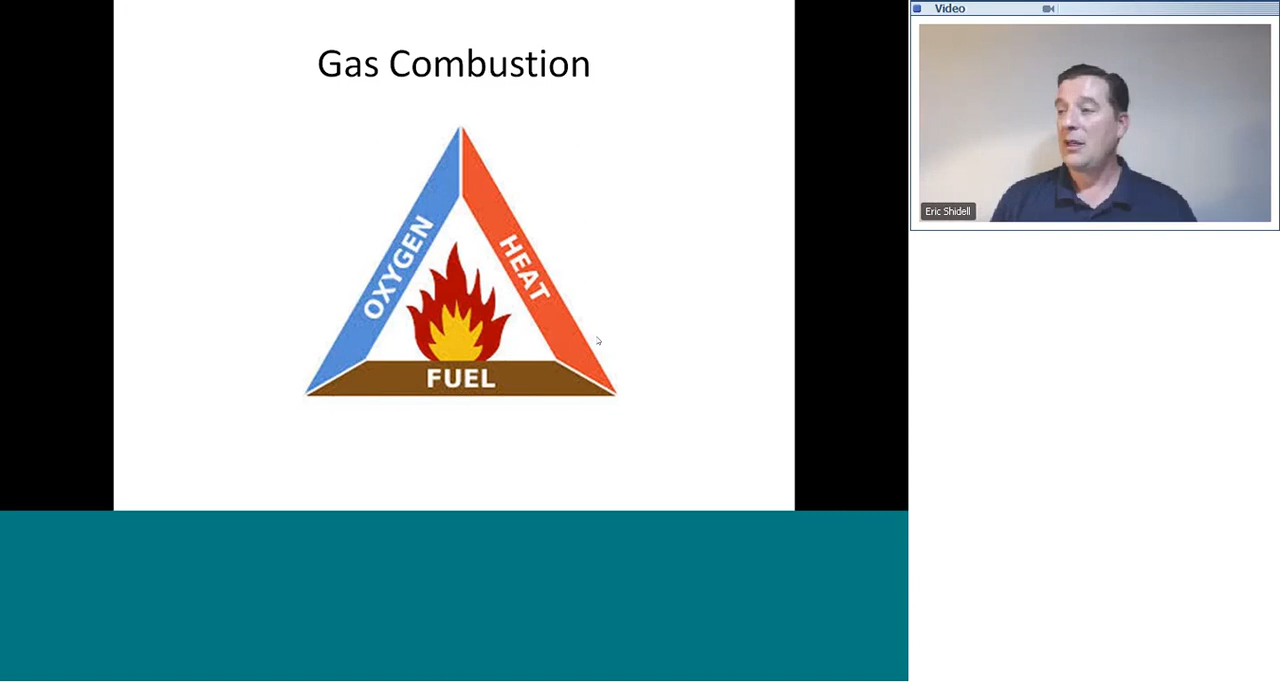 Gas Combustion
OXYGEN
HEAT
FUEL
Video
Eric Shidell